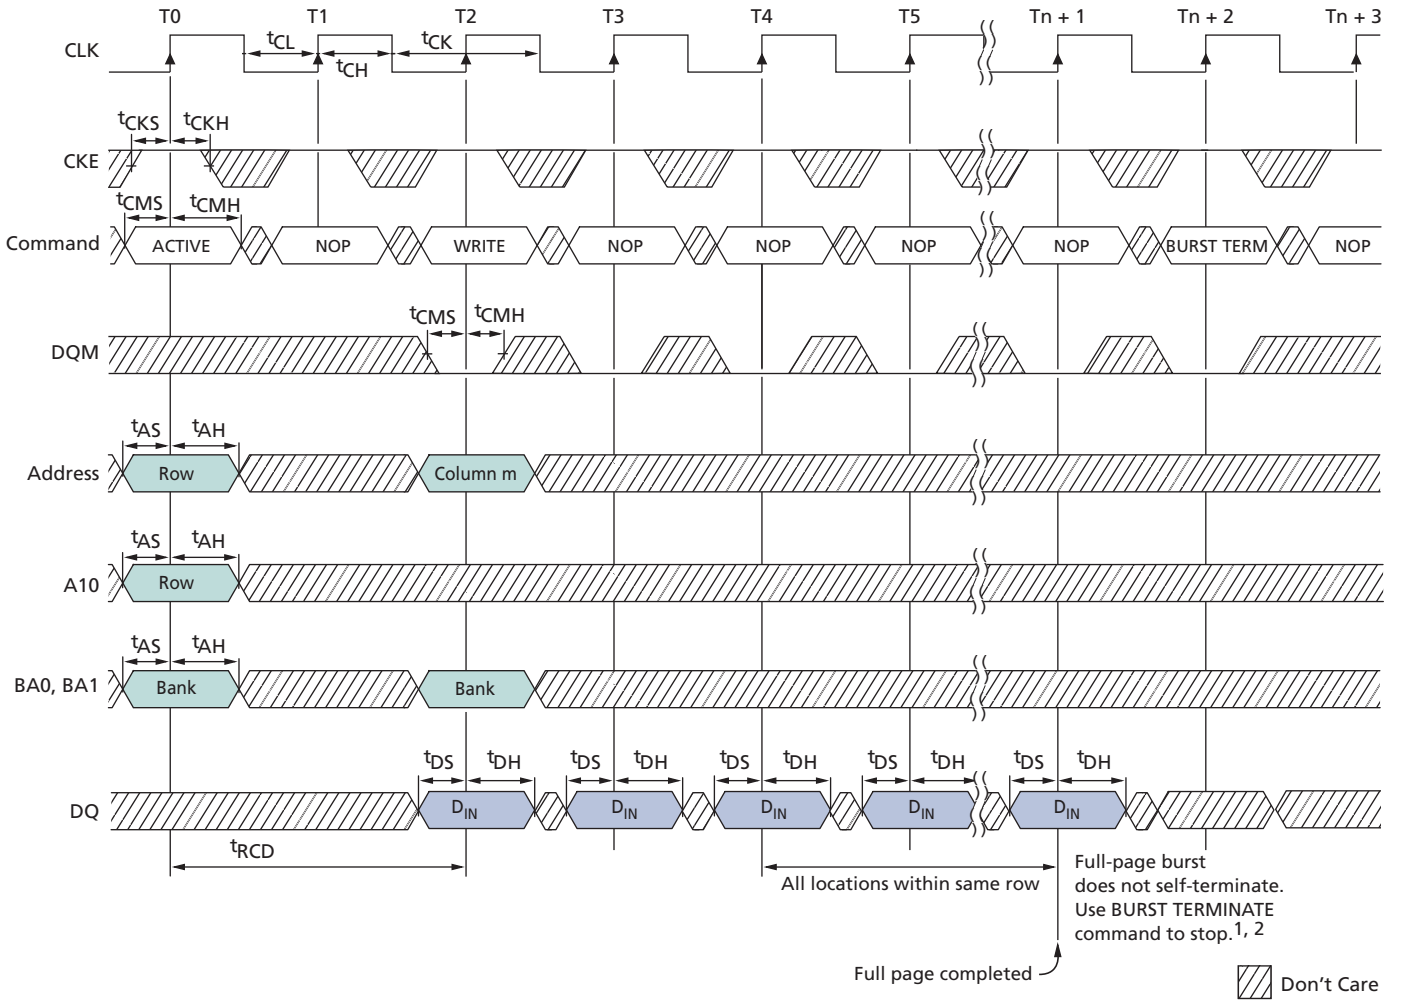 T0 T1 T2 T3 T4 T5 Tn + 1 Tn + 2 Tn + 3
CLK
tCL tCK
tCH
tCKS tCKH
CKE
tCMS tCMH
Command ACTIVE NOP WRITE NOP NOP NOP NOP BURST TERM NOP
tCMS tCMH
DQM
tAS tAH
Address Row Column m
tAS tAH
A10 Row
tAS tAH
BA0, BA1 Bank Bank
tDS tDH tDS tDH tDS tDH tDS tDH tDS tDH
DQ DIN DIN DIN DIN DIN
tRCD
All locations within same row
Full-page burst
does not self-terminate.
Use BURST TERMINATE
command to stop.1, 2
Full page completed
Don't Care